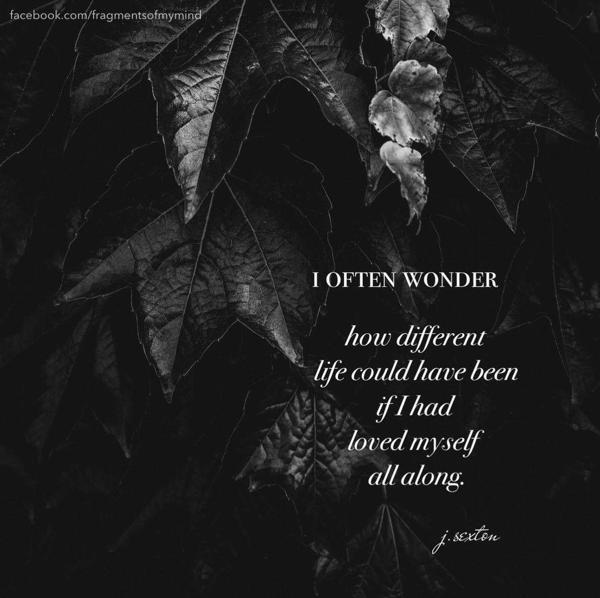 facebook.com/fragmentsofmymind
I OFTEN WONDER
how different
life could have been
if I had
loved myself
all along.
j. sexton